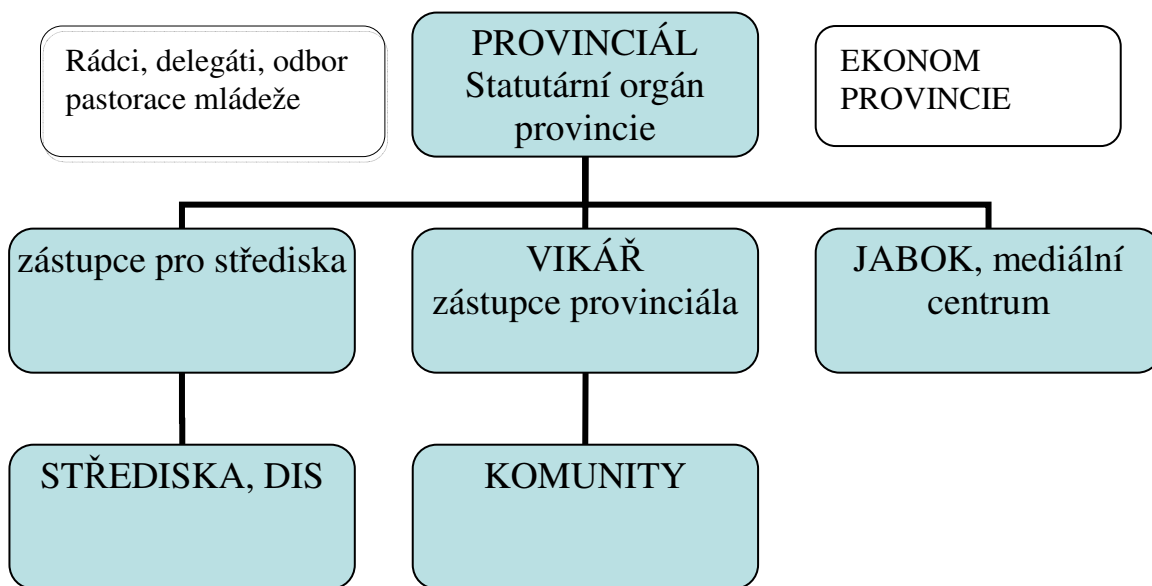 Rádci, delegáti, odbor
pastorace mládeže
PROVINCIÁL
Statutární orgán
provincie
EKONOM
PROVINCIE
zástupce pro střediska
VIKÁŘ
zástupce provinciála
JABOK, mediální
centrum
STŘEDISKA, DIS
KOMUNITY